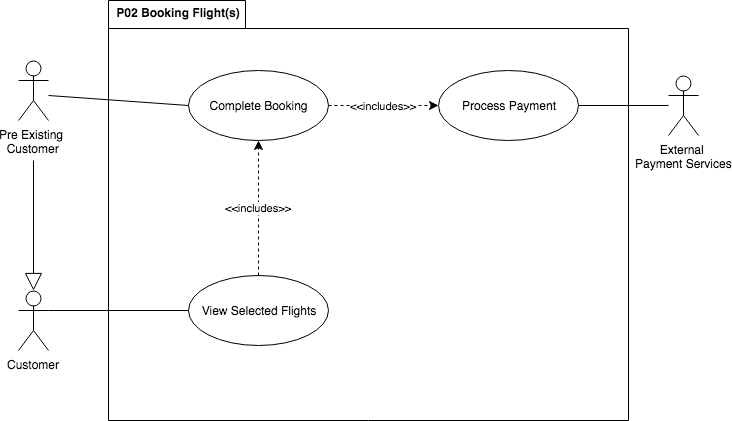 P02 Booking Flight(s)
Pre Existing
Customer
Complete Booking
<<includes>>
Process Payment
External
Payment Services
<<includes>>
View Selected Flights
Customer